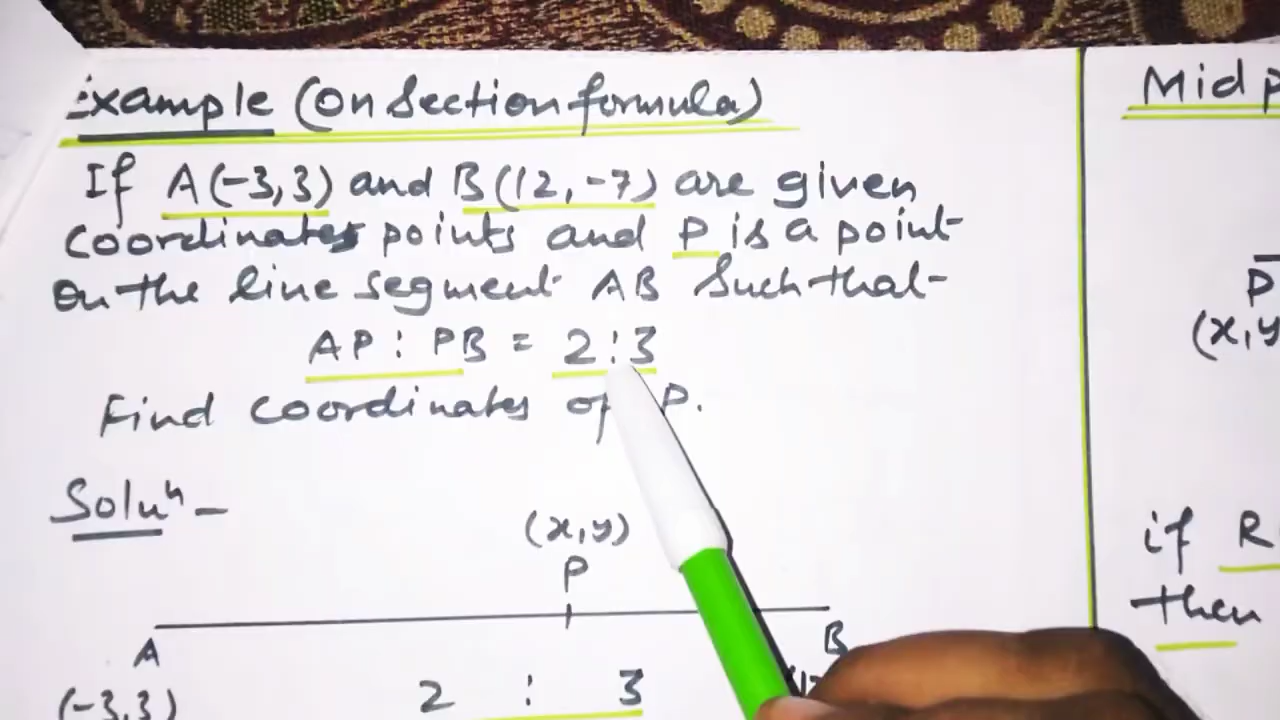 Example (On Section formula)
If A(-3,3) and B(12,-7) are given
coordinates points and P is a point
on the line segment AB such that
AP : PB = 2:3
Find coordinates of P.
Soluⁿ -
(x,y)
P
A
B
(-3,3)
2 : 3
Mid
P
(x,y
if R
then